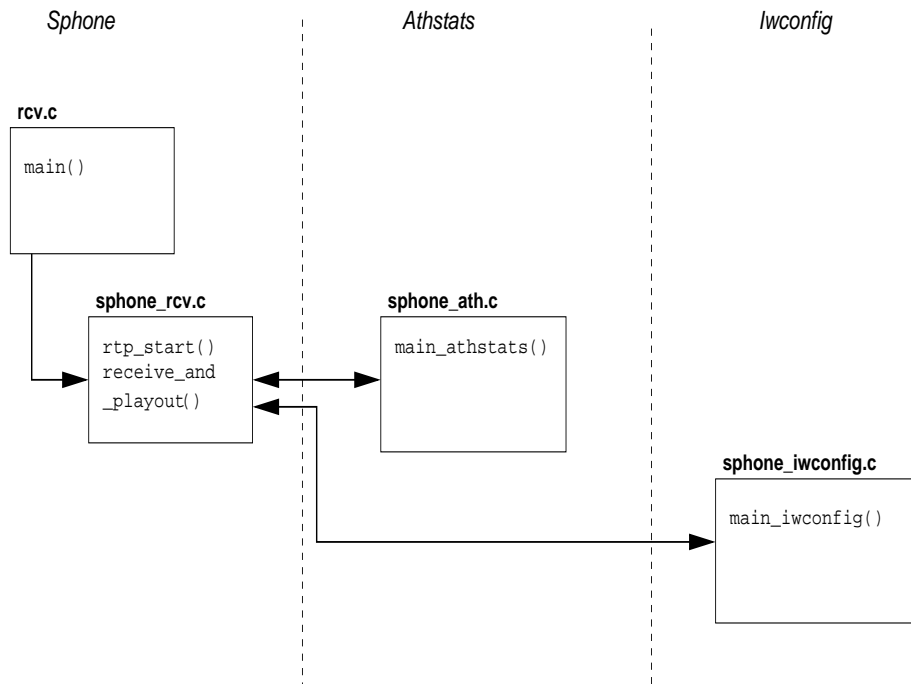 Sphone
Athstats
Iwconfig
rcv.c
main()
sphone_rcv.c
rtp_start()
receive_and
_playout()
sphone_ath.c
main_athstats()
sphone_iwconfig.c
main_iwconfig()